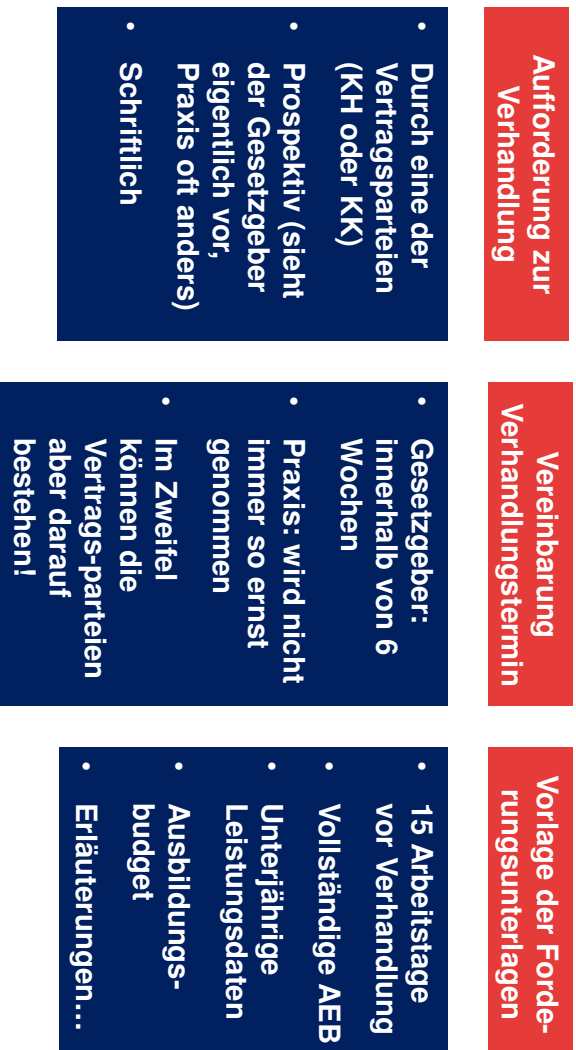 Aufforderung zur
Verhandlung
• Durch eine der
Vertragsparteien
(KH oder KK)
• Prospektiv (sieht
der Gesetzgeber
eigentlich vor,
Praxis oft anders)
• Schriftlich
Vereinbarung
Verhandlungstermin
• Gesetzgeber:
innerhalb von 6
Wochen
• Praxis: wird nicht
immer so ernst
genommen
• Im Zweifel
können die
Vertrags-parteien
aber darauf
bestehen!
Vorlage der Forde-
rungsunterlagen
• 15 Arbeitstage
vor Verhandlung
• Vollständige AEB
• Unterjährige
Leistungsdaten
• Ausbildungs-
budget
• Erläuterungen…